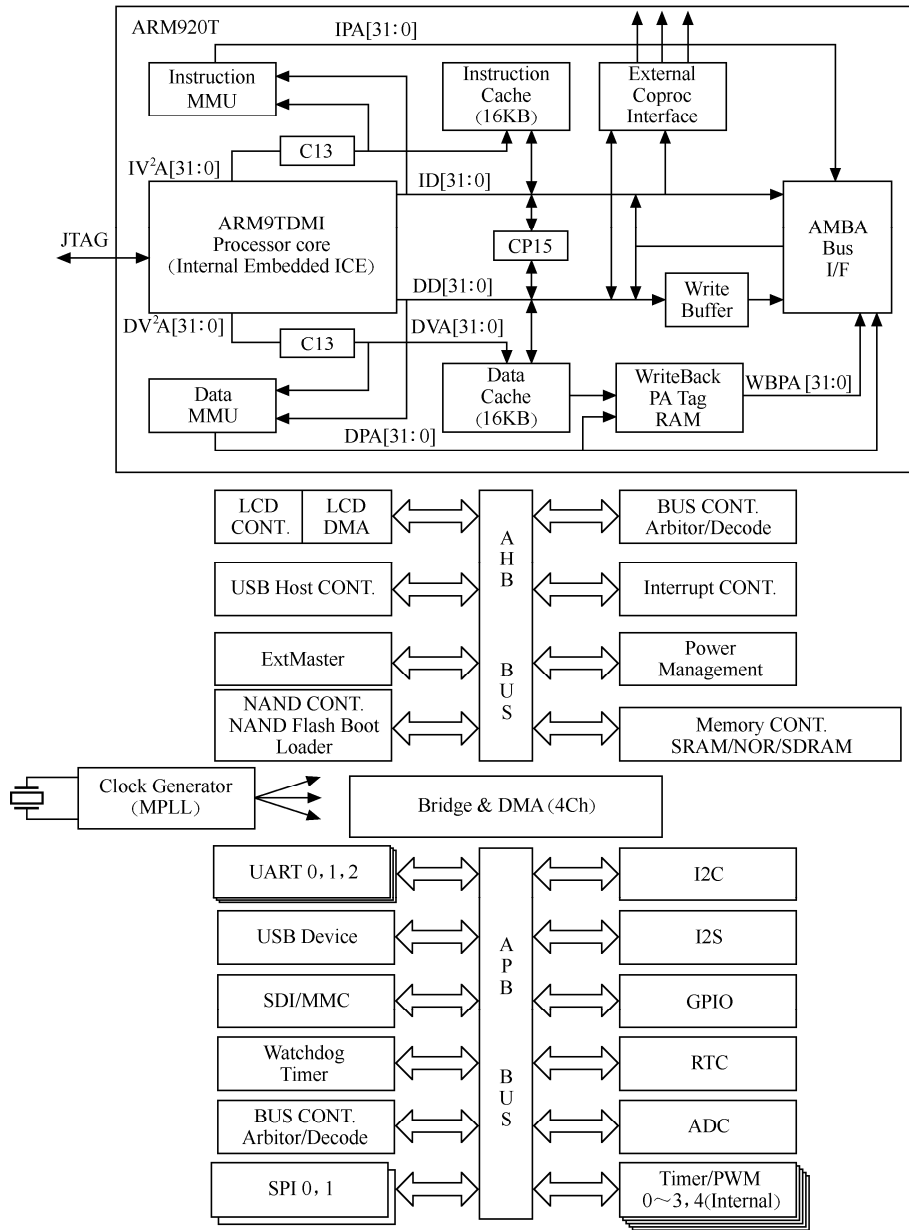 ARM920T
IPA[31:0]
Instruction
MMU
Instruction
Cache
(16KB)
External
Coproc
Interface
C13
IV²A[31:0]
ID[31:0]
JTAG
ARM9TDMI
Processor core
(Internal Embedded ICE)
CP15
AMBA
Bus
I/F
DD[31:0]
Write
Buffer
DV²A[31:0]
C13
DVA[31:0]
Data
MMU
Data
Cache
(16KB)
WriteBack
PA Tag
RAM
WBPA [31:0]
DPA[31:0]
LCD
CONT.
LCD
DMA
A
H
B
B
U
S
BUS CONT.
Arbitor/Decode
USB Host CONT.
Interrupt CONT.
ExtMaster
Power
Management
NAND CONT.
NAND Flash Boot
Loader
Memory CONT.
SRAM/NOR/SDRAM
Clock Generator
(MPLL)
Bridge & DMA (4Ch)
UART 0, 1, 2
A
P
B
B
U
S
I2C
USB Device
I2S
SDI/MMC
GPIO
Watchdog
Timer
RTC
BUS CONT.
Arbitor/Decode
ADC
SPI 0, 1
Timer/PWM
0～3, 4(Internal)